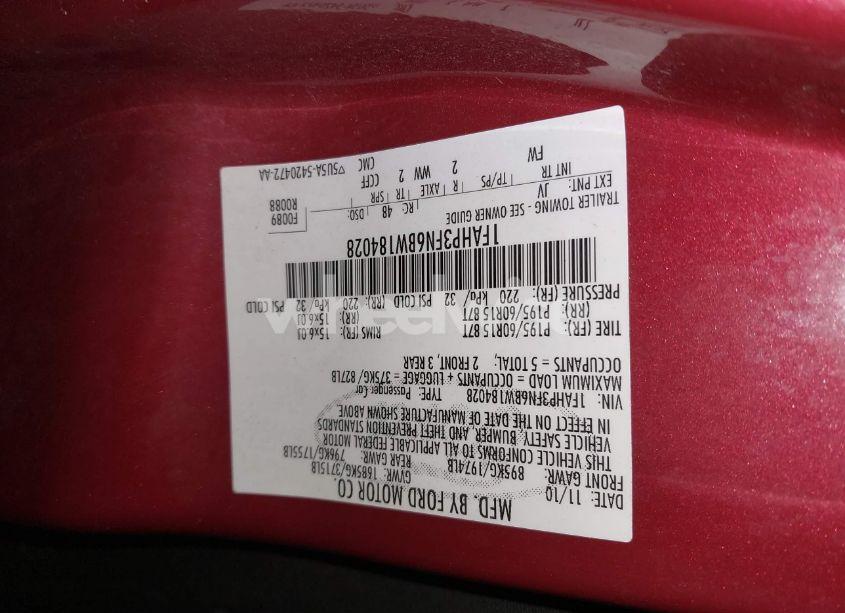 MFD. BY FORD MOTOR CO.
DATE: 11/10 GVWR: 1685KG/3715LB
FRONT GAWR: REAR GAWR:
895KG/1974LB 796KG/1755LB
THIS VEHICLE CONFORMS TO ALL APPLICABLE FEDERAL MOTOR
VEHICLE SAFETY, BUMPER, AND THEFT PREVENTION STANDARDS
IN EFFECT ON THE DATE OF MANUFACTURE SHOWN ABOVE
VIN: 1FAHP3FN6BW184028 TYPE: Passenger Car
MAXIMUM LOAD = OCCUPANTS + LUGGAGE = 375KG/827LB
OCCUPANTS = 5 TOTAL, 2 FRONT, 3 REAR
TIRE (FR): P195/60R15 87T RIMS (FR): 15x6.0J
(RR): P195/60R15 87T (RR): 15x6.0J
PRESSURE (FR): 220 kPa/ 32 PSI COLD (RR): 220 kPa/ 32 PSI COLD
1FAHP3FN6BW184028
TRAILER TOWING - SEE OWNER GUIDE
EXT PNT: JV RC: 48 DSO: F0089
R0088
INT TR TP/PS R AXLE TR SPR
FW 2 WW 2 CCFF
CMC
▽5U5A-5420472-AA